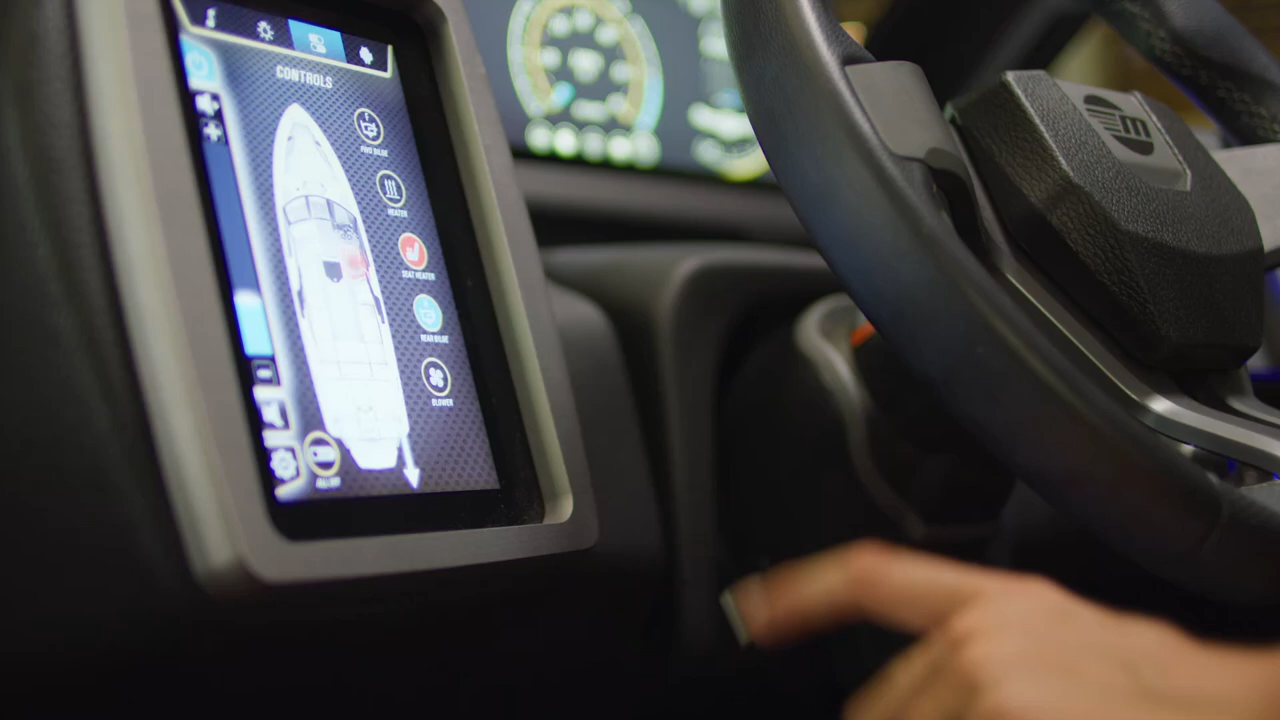 CONTROLS
FWD BILGE
HEATER
SEAT HEATER
REAR BILGE
BLOWER
m